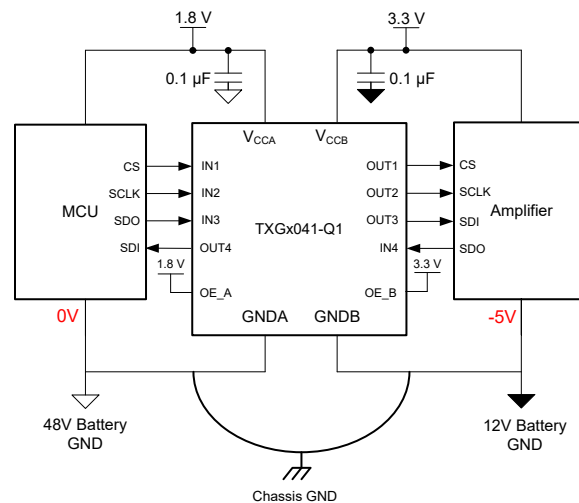 1.8 V
3.3 V
0.1 µF
0.1 µF
VCCA
VCCB
CS
IN1
OUT1
CS
SCLK
IN2
OUT2
SCLK
MCU
Amplifier
SDO
IN3
TXGx041-Q1
OUT3
SDI
SDI
OUT4
IN4
SDO
1.8 V
3.3 V
OE_A
OE_B
0V
GNDA
GNDB
-5V
48V Battery
GND
12V Battery
GND
Chassis GND